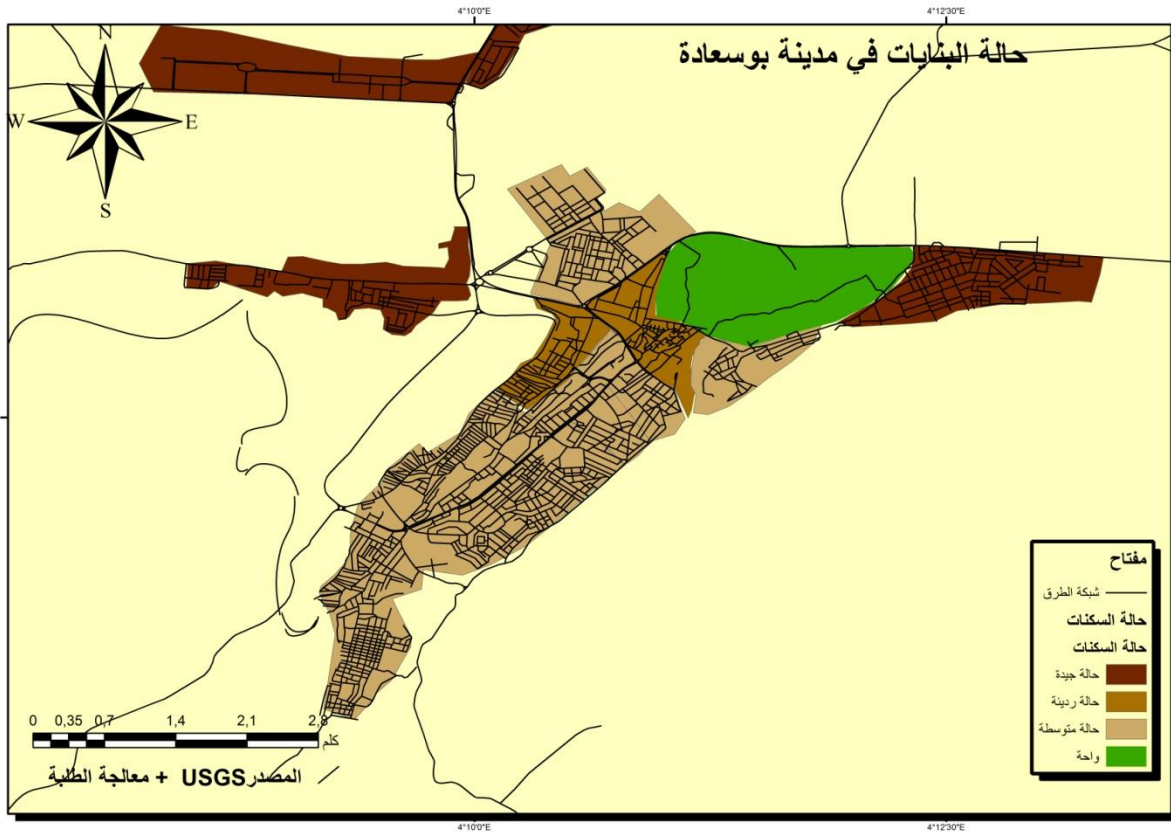 4°10'0"E
4°12'30"E
حالة البنايات في مدينة بوسعادة
N
W
E
S
مفتاح
شبكة الطرق
حالة السكنات
حالة السكنات
حالة جيدة
حالة رديئة
حالة متوسطة
واحة
0 0,35 0,7 1,4 2,1 2,8
كلم
المصدرUSGS + معالجة الطلبة
4°10'0"E
4°12'30"E